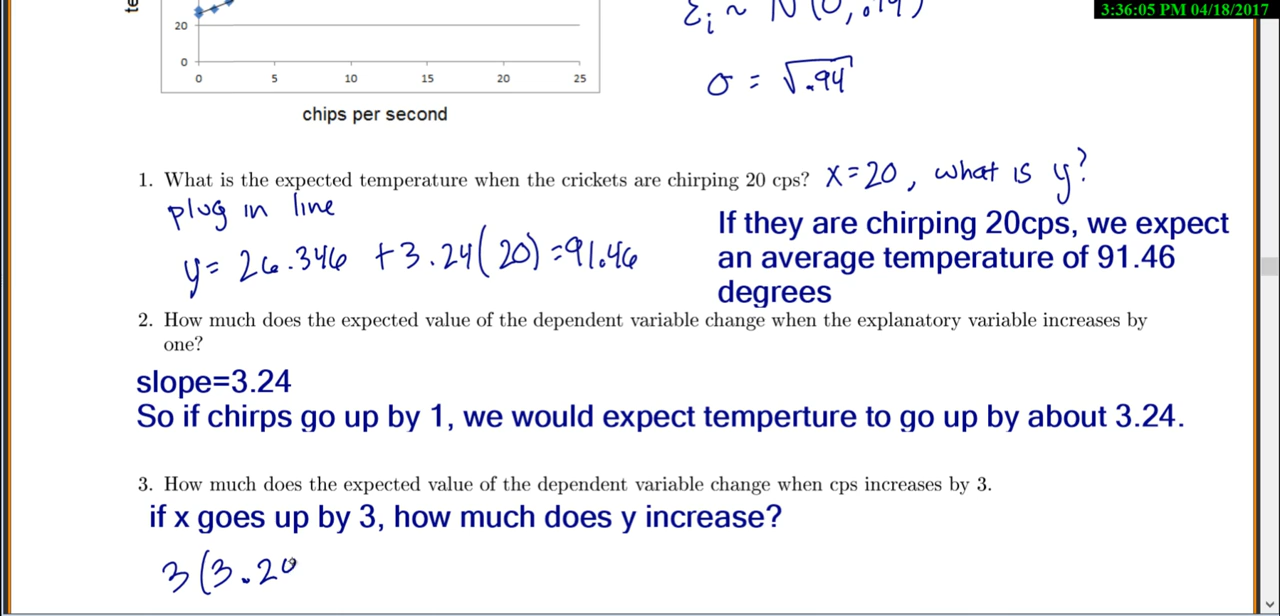 te
20
0
0 5 10 15 20 25
chips per second
3:36:05 PM 04/18/2017
σ = √.94
1. What is the expected temperature when the crickets are chirping 20 cps? x=20, what is y?
plug in line
y= 26.346 +3.24(20)=91.46
If they are chirping 20cps, we expect
an average temperature of 91.46
degrees
2. How much does the expected value of the dependent variable change when the explanatory variable increases by
one?
slope=3.24
So if chirps go up by 1, we would expect temperture to go up by about 3.24.
3. How much does the expected value of the dependent variable change when cps increases by 3.
if x goes up by 3, how much does y increase?
3(3.20